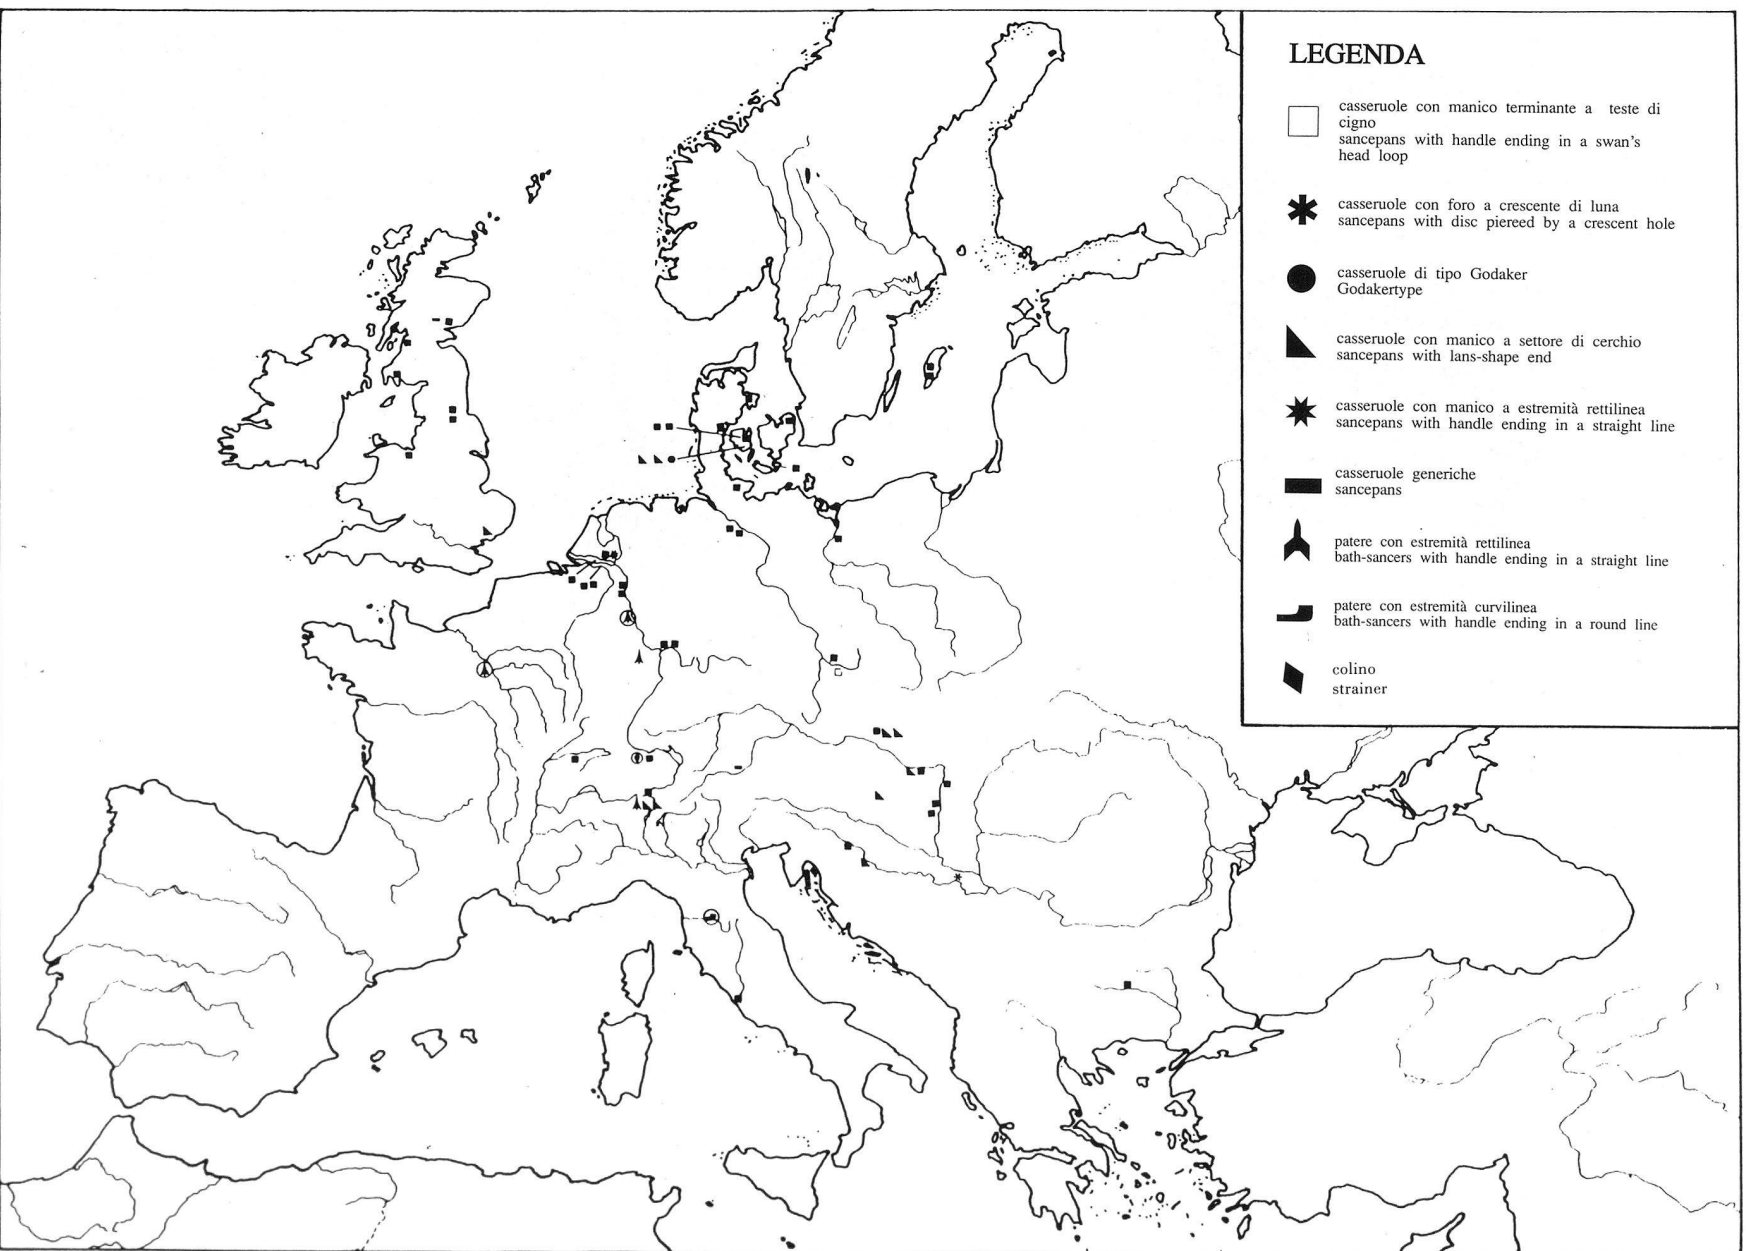 LEGENDA
casseruole con manico terminante a teste di
cigno
sancepans with handle ending in a swan's
head loop
casseruole con foro a crescente di luna
sancepans with disc piereed by a crescent hole
casseruole di tipo Godaker
Godakertype
casseruole con manico a settore di cerchio
sancepans with lans-shape end
casseruole con manico a estremità rettilinea
sancepans with handle ending in a straight line
casseruole generiche
sancepans
patere con estremità rettilinea
bath-sancers with handle ending in a straight line
patere con estremità curvilinea
bath-sancers with handle ending in a round line
colino
strainer